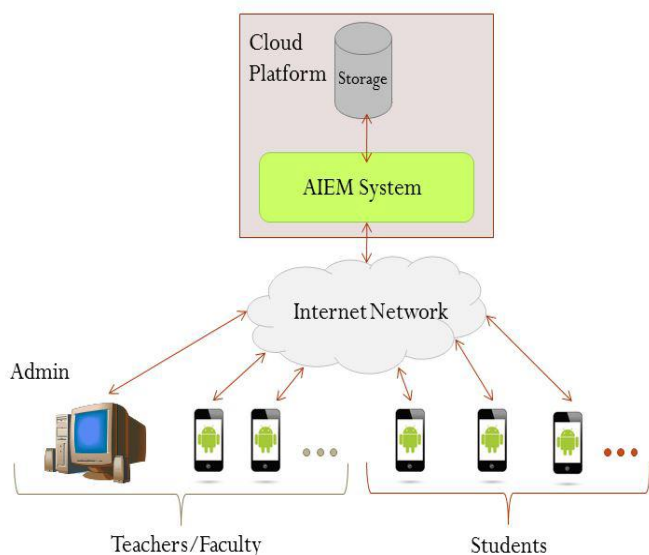 Cloud
Platform
Storage
AIEM System
Internet Network
Admin
Teachers/Faculty
Students